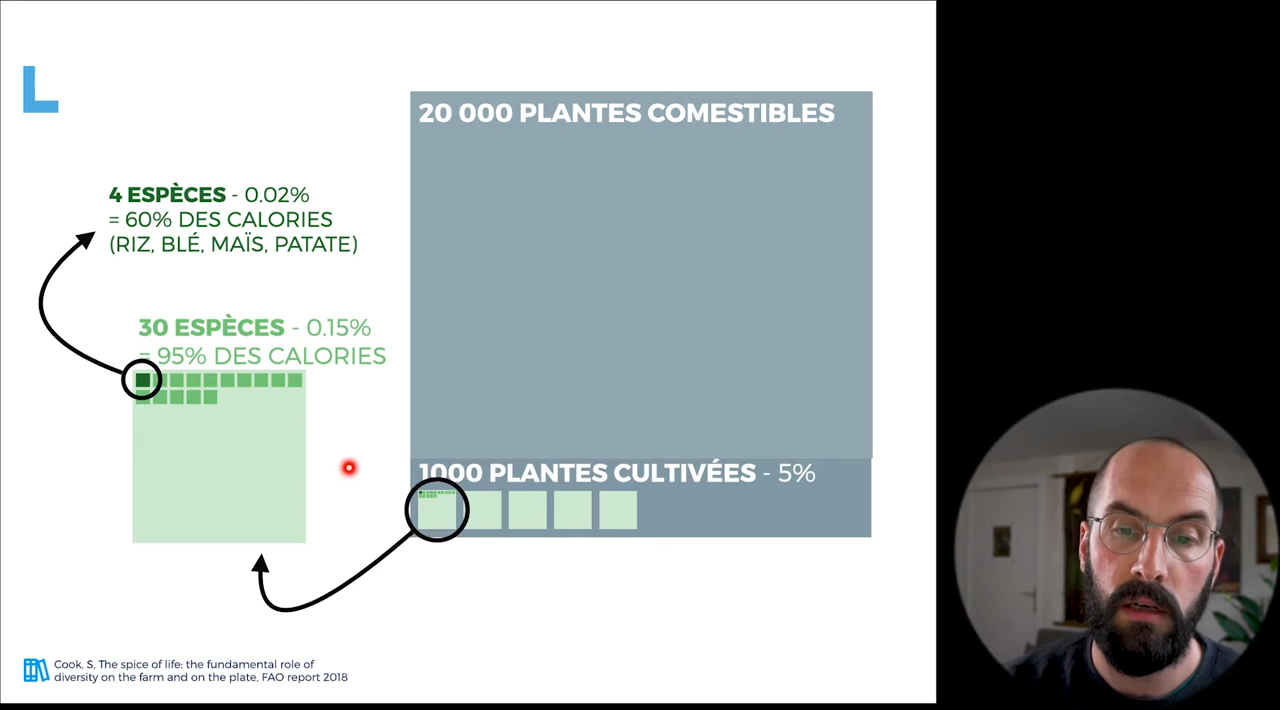 L
20 000 PLANTES COMESTIBLES
4 ESPÈCES - 0.02%
= 60% DES CALORIES
(RIZ, BLÉ, MAÏS, PATATE)
30 ESPÈCES - 0.15%
= 95% DES CALORIES
1000 PLANTES CULTIVÉES - 5%
Cook, S, The spice of life: the fundamental role of
diversity on the farm and on the plate, FAO report 2018